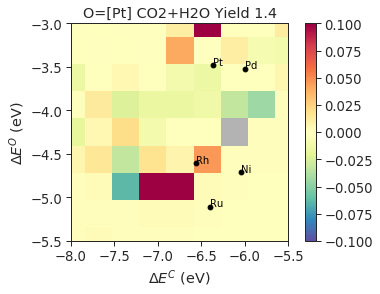 O=[Pt] CO2+H2O Yield 1.4
ΔE^O (eV)
−3.0
−3.5
−4.0
−4.5
−5.0
−5.5
Pt
Pd
Rh
Ni
Ru
−8.0 −7.5 −7.0 −6.5 −6.0 −5.5
ΔE^C (eV)
0.100
0.075
0.050
0.025
0.000
−0.025
−0.050
−0.075
−0.100